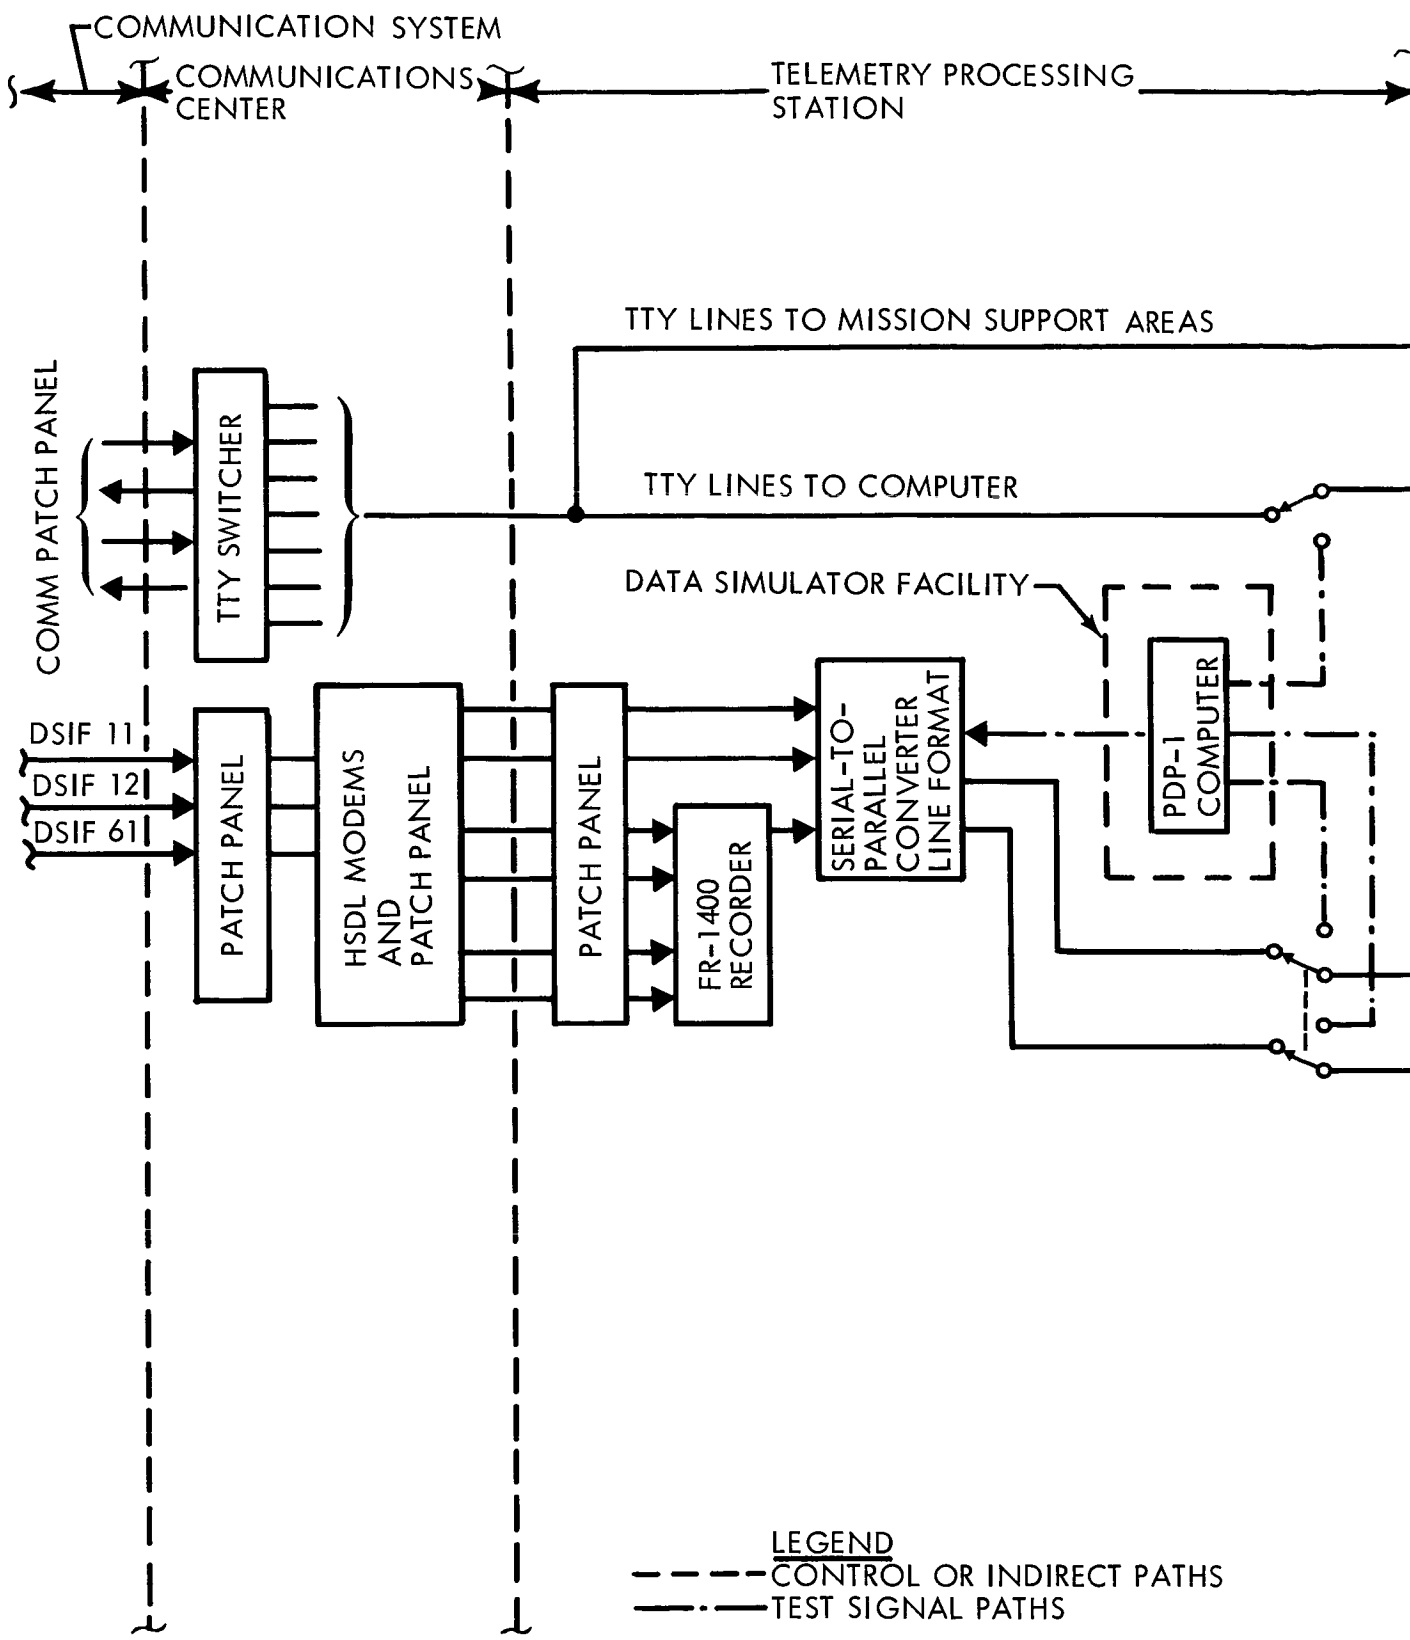 COMMUNICATION SYSTEM
COMMUNICATIONS
CENTER
TELEMETRY PROCESSING
STATION
TTY LINES TO MISSION SUPPORT AREAS
COMM PATCH PANEL
TTY SWITCHER
TTY LINES TO COMPUTER
DATA SIMULATOR FACILITY
DSIF 11
DSIF 12
DSIF 61
PATCH PANEL
HSDL MODEMS
AND
PATCH PANEL
PATCH PANEL
FR-1400
RECORDER
SERIAL-TO-
PARALLEL
CONVERTER
LINE FORMAT
PDP-1
COMPUTER
LEGEND
CONTROL OR INDIRECT PATHS
TEST SIGNAL PATHS